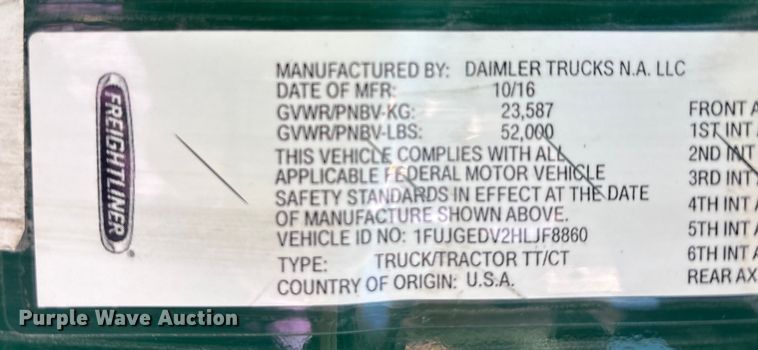 FREIGHTLINER
MANUFACTURED BY: DAIMLER TRUCKS N.A. LLC
DATE OF MFR: 10/16
GVWR/PNBV-KG: 23,587
GVWR/PNBV-LBS: 52,000
THIS VEHICLE COMPLIES WITH ALL
APPLICABLE FEDERAL MOTOR VEHICLE
SAFETY STANDARDS IN EFFECT AT THE DATE
OF MANUFACTURE SHOWN ABOVE.
VEHICLE ID NO: 1FUJGEDV2HLJF8860
TYPE: TRUCK/TRACTOR TT/CT
COUNTRY OF ORIGIN: U.S.A.
FRONT A
1ST INT A
2ND INT
3RD INT
4TH INT A
5TH INT A
6TH INT A
REAR AX
Purple Wave Auction